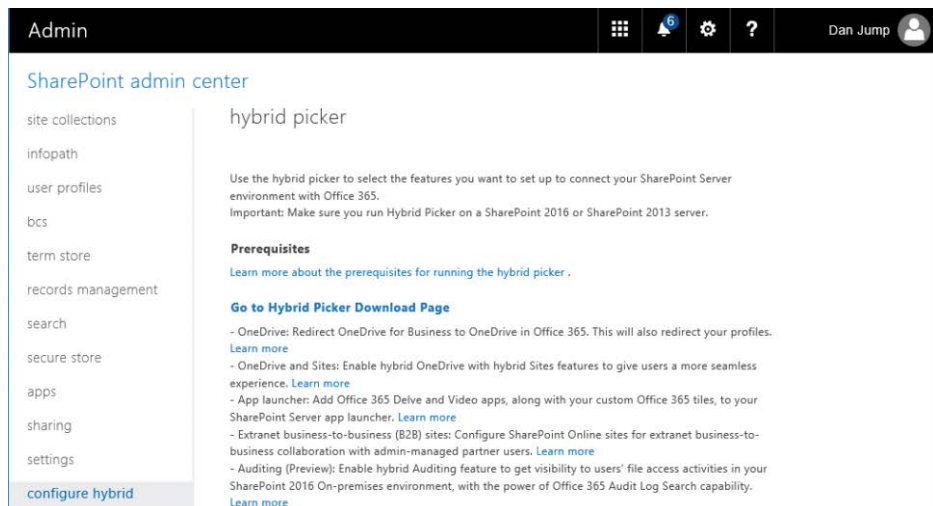 Admin
6
?
Dan Jump
SharePoint admin center
site collections
infopath
user profiles
bcs
term store
records management
search
secure store
apps
sharing
settings
configure hybrid
hybrid picker
Use the hybrid picker to select the features you want to set up to connect your SharePoint Server
environment with Office 365.
Important: Make sure you run Hybrid Picker on a SharePoint 2016 or SharePoint 2013 server.
Prerequisites
Learn more about the prerequisites for running the hybrid picker .
Go to Hybrid Picker Download Page
- OneDrive: Redirect OneDrive for Business to OneDrive in Office 365. This will also redirect your profiles.
Learn more
- OneDrive and Sites: Enable hybrid OneDrive with hybrid Sites features to give users a more seamless
experience. Learn more
- App launcher: Add Office 365 Delve and Video apps, along with your custom Office 365 tiles, to your
SharePoint Server app launcher. Learn more
- Extranet business-to-business (B2B) sites: Configure SharePoint Online sites for extranet business-to-
business collaboration with admin-managed partner users. Learn more
- Auditing (Preview): Enable hybrid Auditing feature to get visibility to users' file access activities in your
SharePoint 2016 On-premises environment, with the power of Office 365 Audit Log Search capability.
Learn more